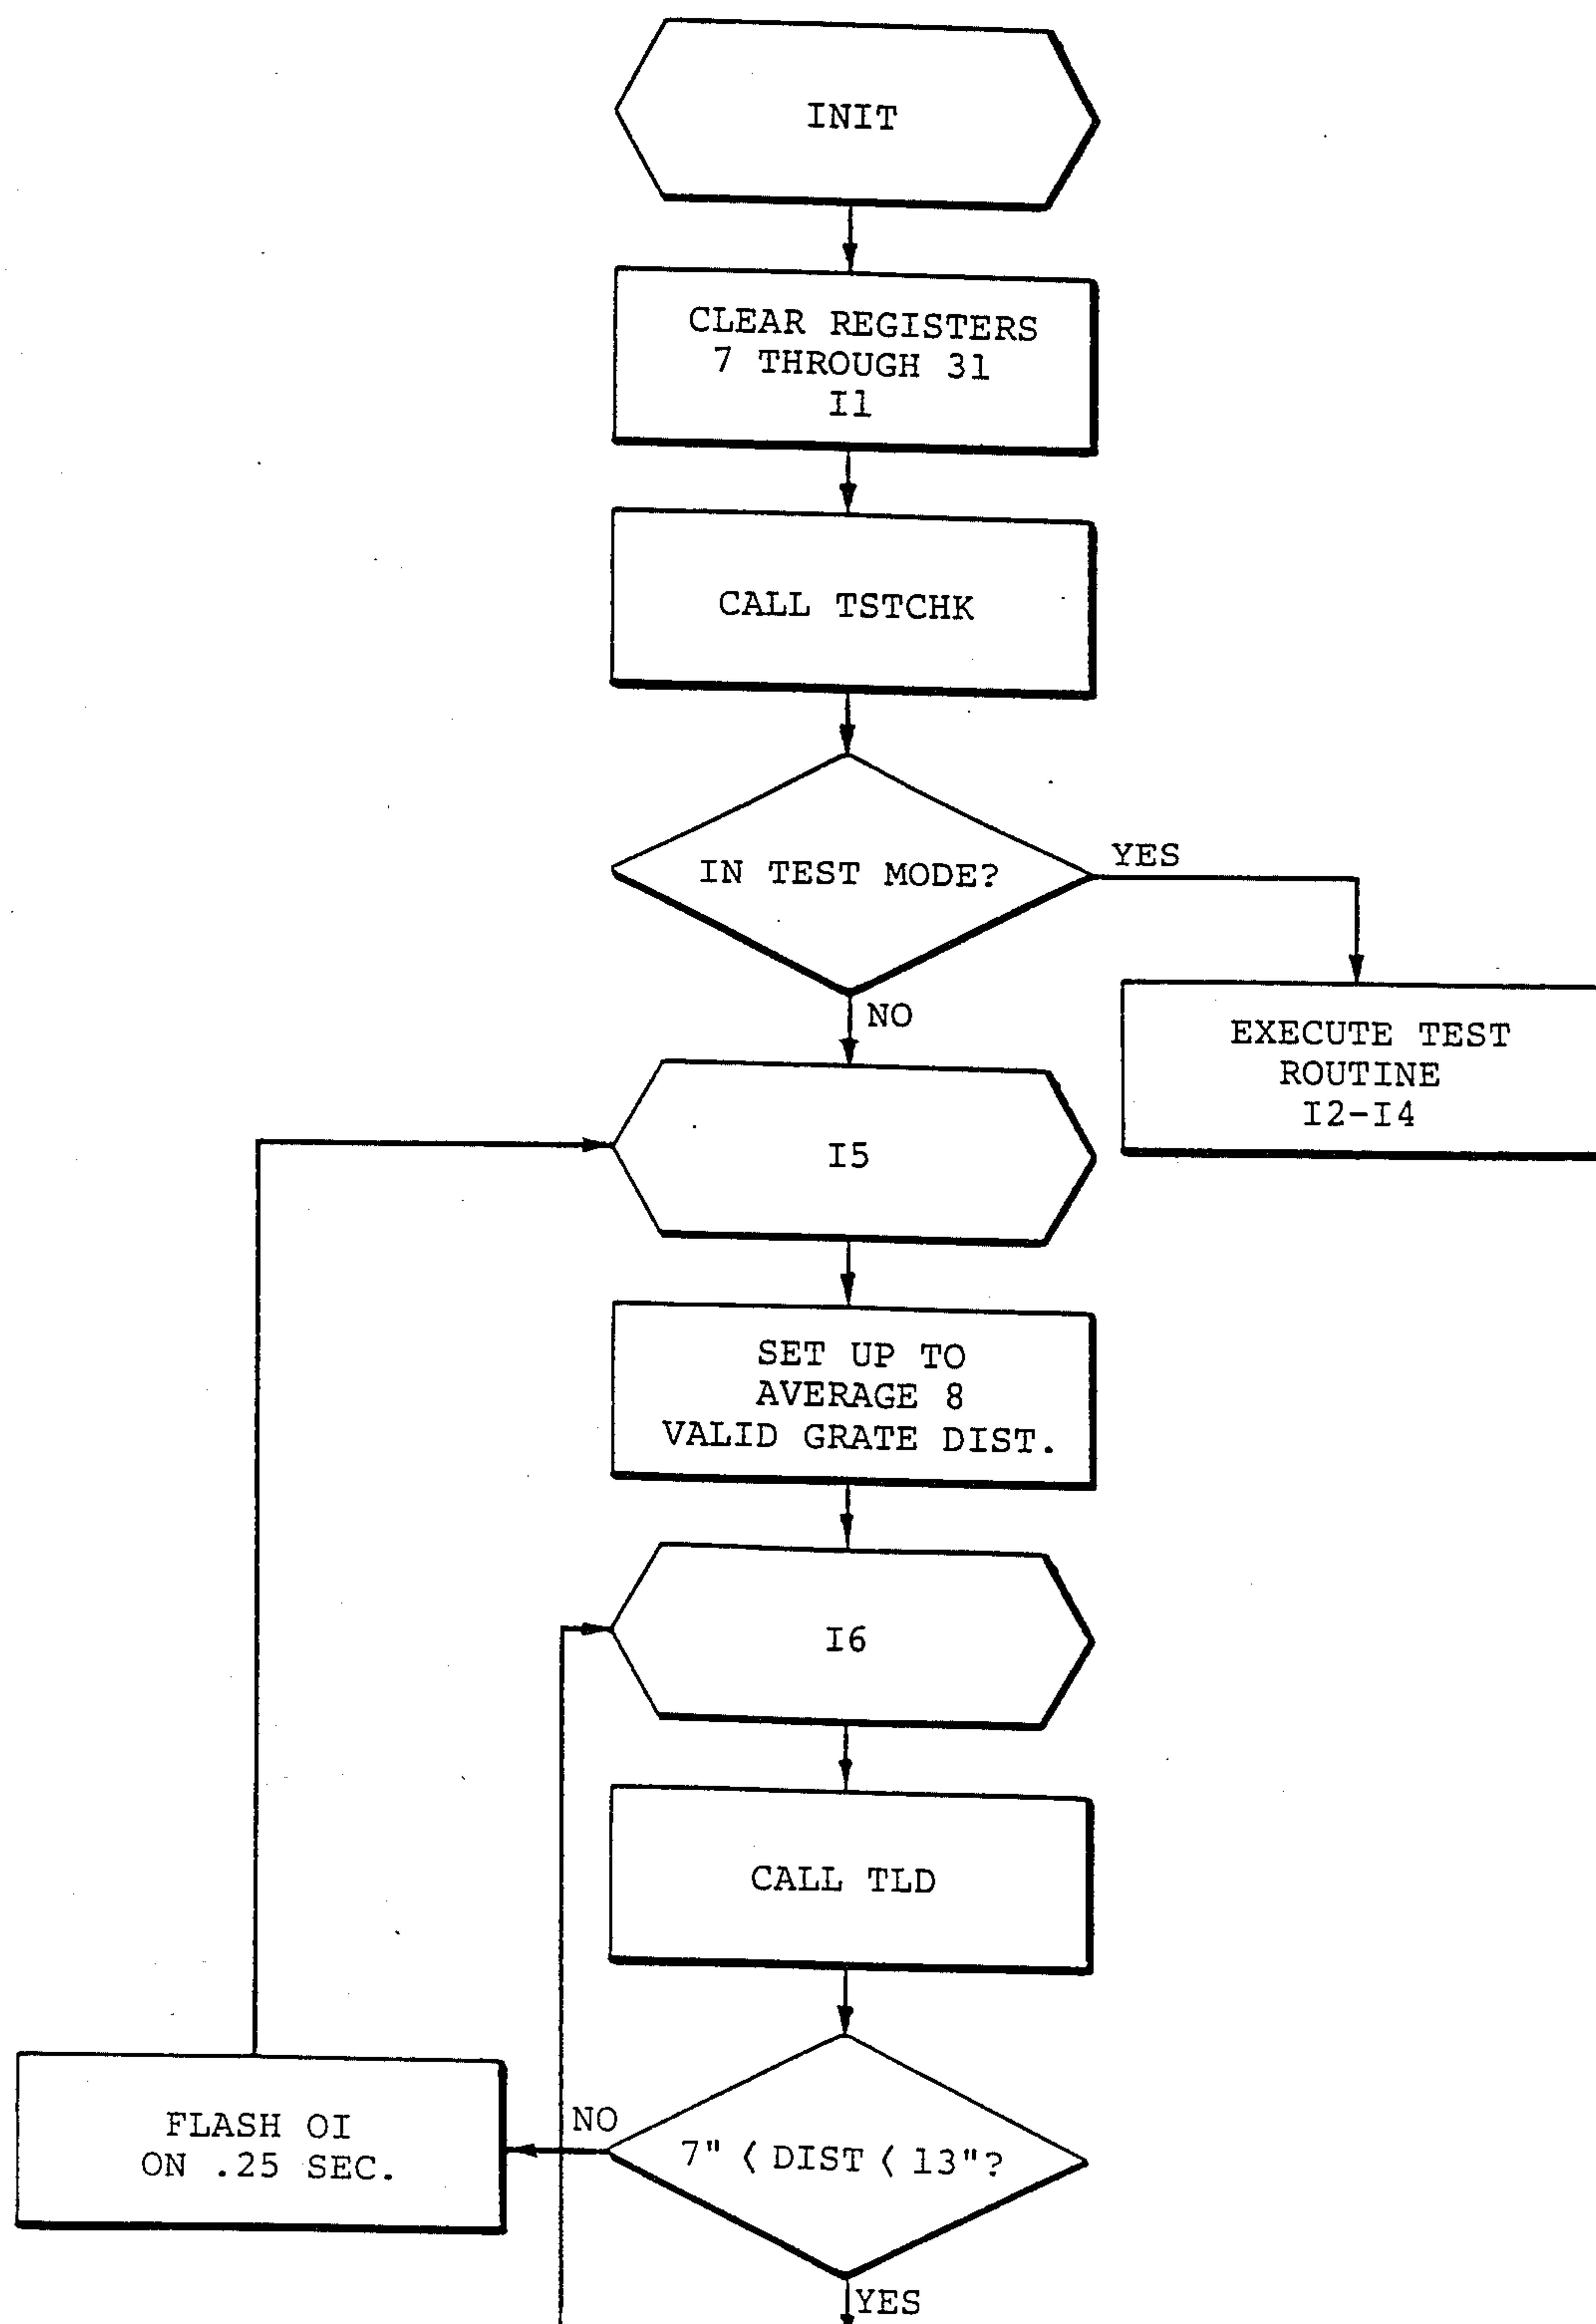 INIT
CLEAR REGISTERS
7 THROUGH 31
I1
CALL TSTCHK
IN TEST MODE?
YES
NO
EXECUTE TEST
ROUTINE
I2-I4
I5
SET UP TO
AVERAGE 8
VALID GRATE DIST.
I6
CALL TLD
FLASH OI
ON .25 SEC.
NO
7" < DIST < 13"?
YES